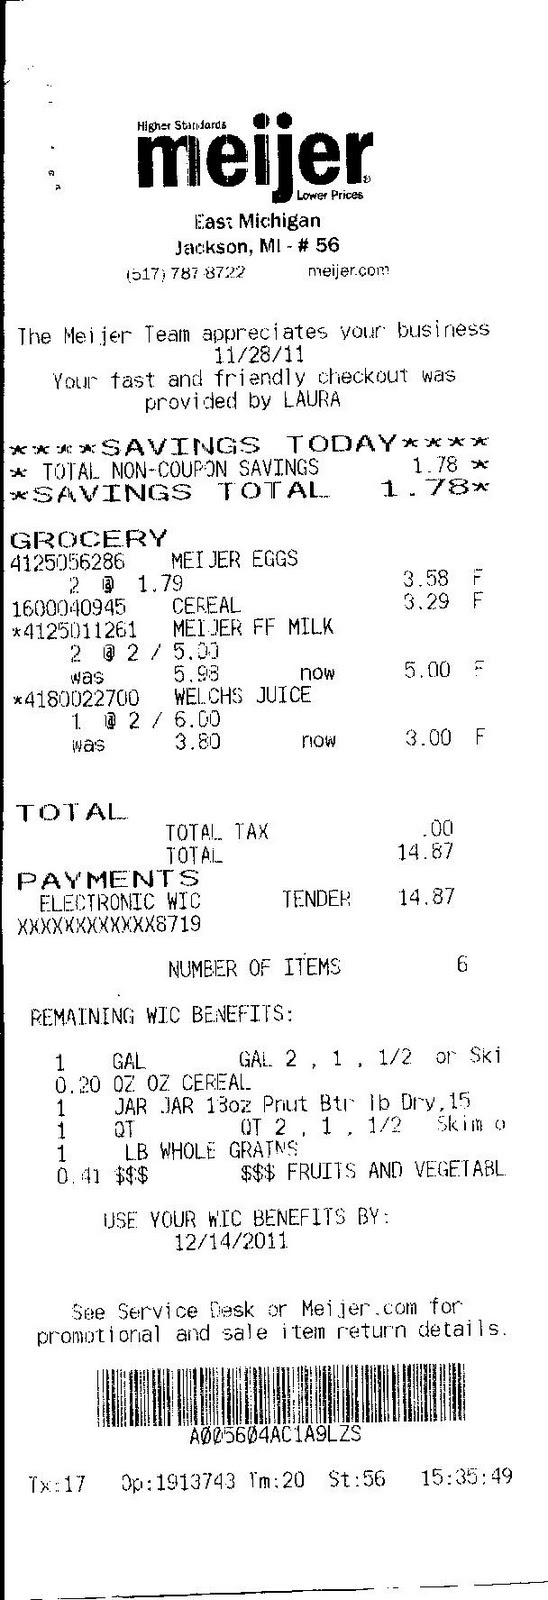 Higher Standards
meijer
Lower Prices
East Michigan
Jackson, MI - # 56
(517) 787-8722 meijer.com
The Meijer Team appreciates your business
11/28/11
Your fast and friendly checkout was
provided by LAURA
****SAVINGS TODAY****
* TOTAL NON-COUPON SAVINGS 1.78 *
*SAVINGS TOTAL 1.78*
GROCERY
4125056286 MEIJER EGGS
2 @ 1.79 3.58 F
1600040945 CEREAL 3.29 F
*4125011261 MEIJER FF MILK
2 @ 2 / 5.00
was 5.98 now 5.00 F
*4180022700 WELCHS JUICE
1 @ 2 / 6.00
was 3.80 now 3.00 F
TOTAL
TOTAL TAX .00
TOTAL 14.87
PAYMENTS
ELECTRONIC WIC TENDER 14.87
XXXXXXXXXXXX8719
NUMBER OF ITEMS 6
REMAINING WIC BENEFITS:
1 GAL GAL 2 , 1 , 1/2 or Ski
0.20 OZ OZ CEREAL
1 JAR JAR 18oz Pnut Btr lb Dry,15
1 QT QT 2 , 1 , 1/2 Skim o
1 LB WHOLE GRAINS
0.41 $$$ $$$ FRUITS AND VEGETABL
USE YOUR WIC BENEFITS BY:
12/14/2011
See Service Desk or Meijer.com for
promotional and sale item return details.
A005604AC1A9LZS
Tx:17 Op:1913743 Tm:20 St:56 15:35:49